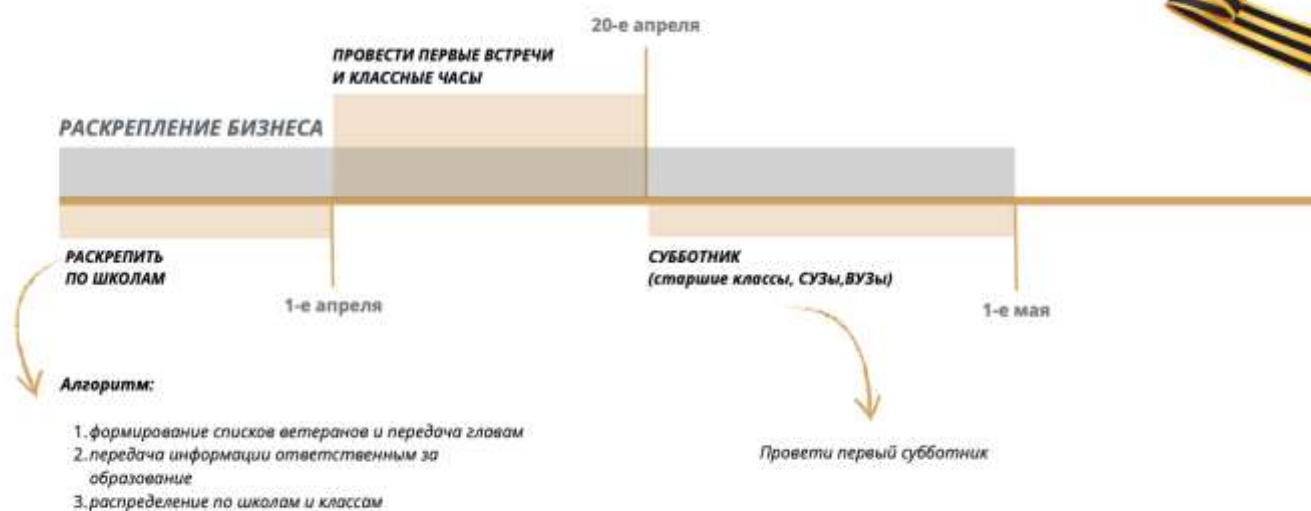 20-е апреля
ПРОВЕСТИ ПЕРВЫЕ ВСТРЕЧИ
И КЛАССНЫЕ ЧАСЫ
РАСКРЕПЛЕНИЕ БИЗНЕСА
РАСКРЕПИТЬ
ПО ШКОЛАМ
СУББОТНИК
(старшие классы, СУЗы,ВУЗы)
1-е апреля
1-е мая
Алгоритм:
1.формирование списков ветеранов и передача главам
2.передача информации ответственным за
образование
3.распределение по школам и классам
Провети первый субботник